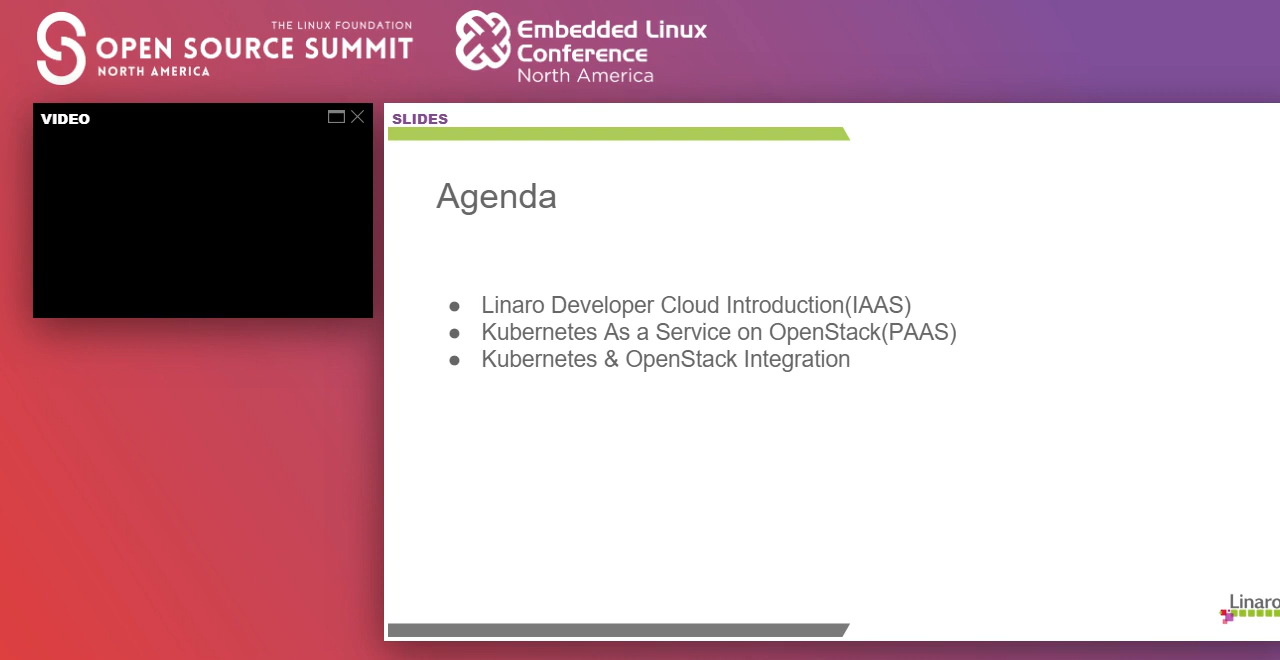 THE LINUX FOUNDATION
OPEN SOURCE SUMMIT
NORTH AMERICA
Embedded Linux
Conference
North America
VIDEO
SLIDES
Agenda
● Linaro Developer Cloud Introduction(IAAS)
● Kubernetes As a Service on OpenStack(PAAS)
● Kubernetes & OpenStack Integration
Linaro